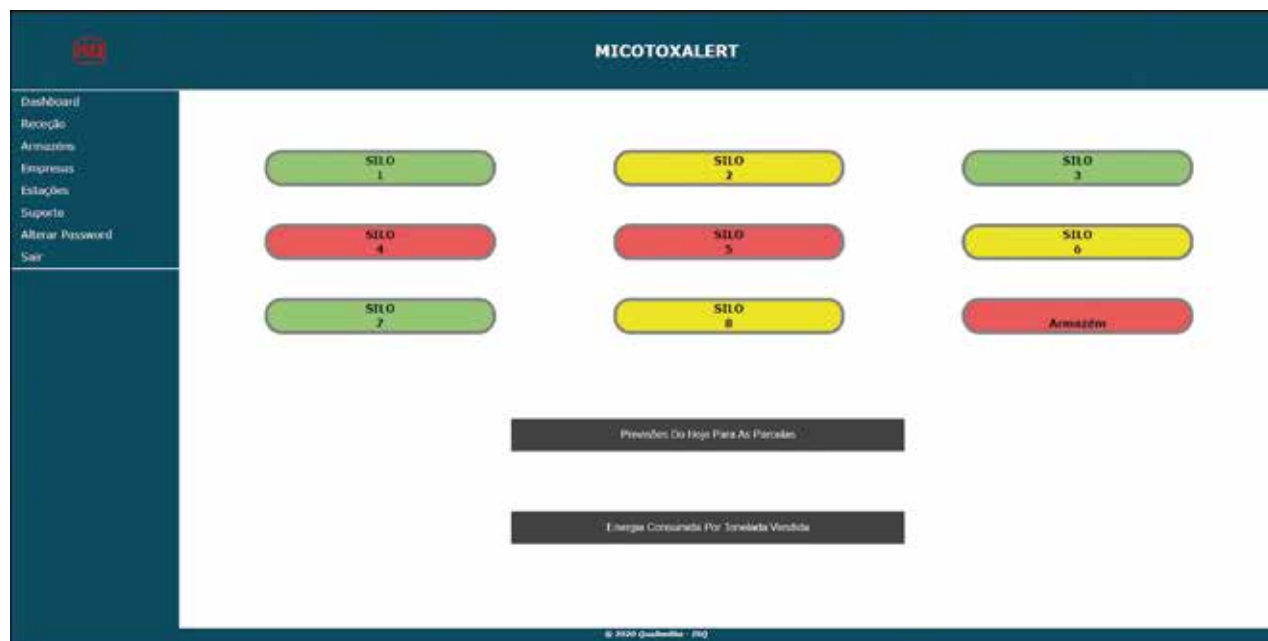 MICOTOXALERT
Dashboard
Receção
Armazéns
Empresas
Estações
Suporte
Alterar Password
Sair
SILO
1
SILO
2
SILO
3
SILO
4
SILO
5
SILO
6
SILO
7
SILO
8
Armazém
Previsões Do Hoje Para As Parcelas
Energia Consumida Por Tonelada Vendida
© 2020 Qualimilho -